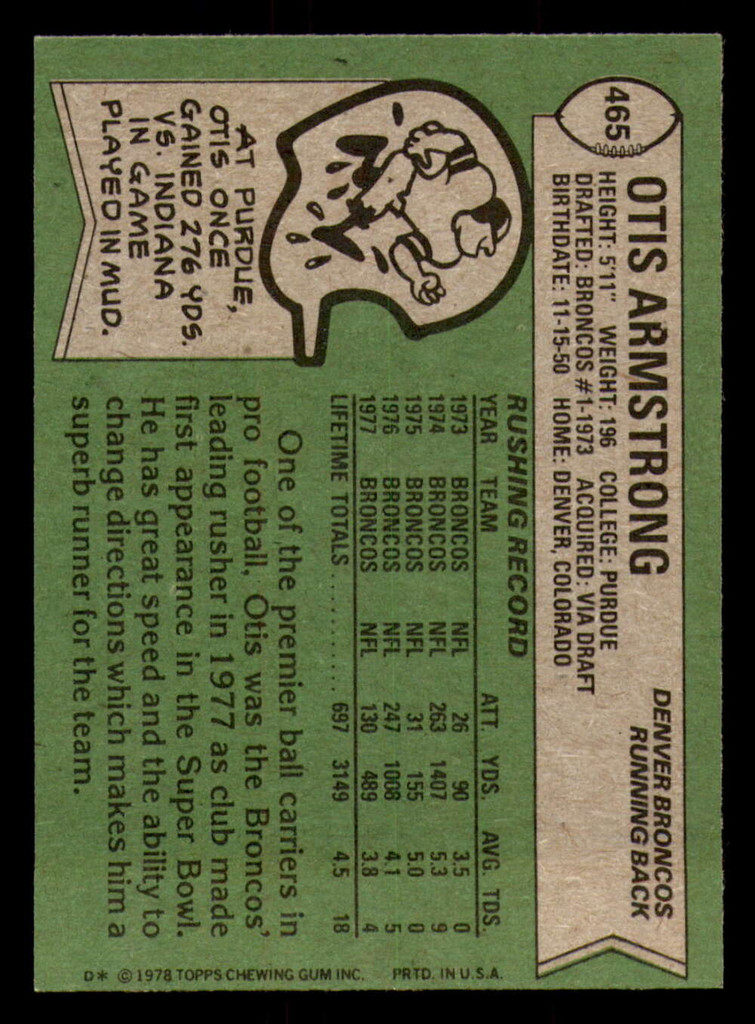 465
OTIS ARMSTRONG
DENVER BRONCOS
RUNNING BACK
HEIGHT: 5'11" WEIGHT: 196 COLLEGE: PURDUE
DRAFTED: BRONCOS #1-1973 ACQUIRED: VIA DRAFT
BIRTHDATE: 11-15-50 HOME: DENVER, COLORADO
AT PURDUE,
OTIS ONCE
GAINED 276 YDS.
VS. INDIANA
IN GAME
PLAYED IN MUD.
RUSHING RECORD
YEAR TEAM ATT. YDS. AVG. TDS.
1973 BRONCOS NFL 26 90 3.5 0
1974 BRONCOS NFL 263 1407 5.3 9
1975 BRONCOS NFL 31 155 5.0 0
1976 BRONCOS NFL 247 1008 4.1 5
1977 BRONCOS NFL 130 489 3.8 4
LIFETIME TOTALS ............ 697 3149 4.5 18
One of the premier ball carriers in
pro football, Otis was the Broncos'
leading rusher in 1977 as club made
first appearance in the Super Bowl.
He has great speed and the ability to
change directions which makes him a
superb runner for the team.
D* © 1978 TOPPS CHEWING GUM INC. PRTD. IN U.S.A.